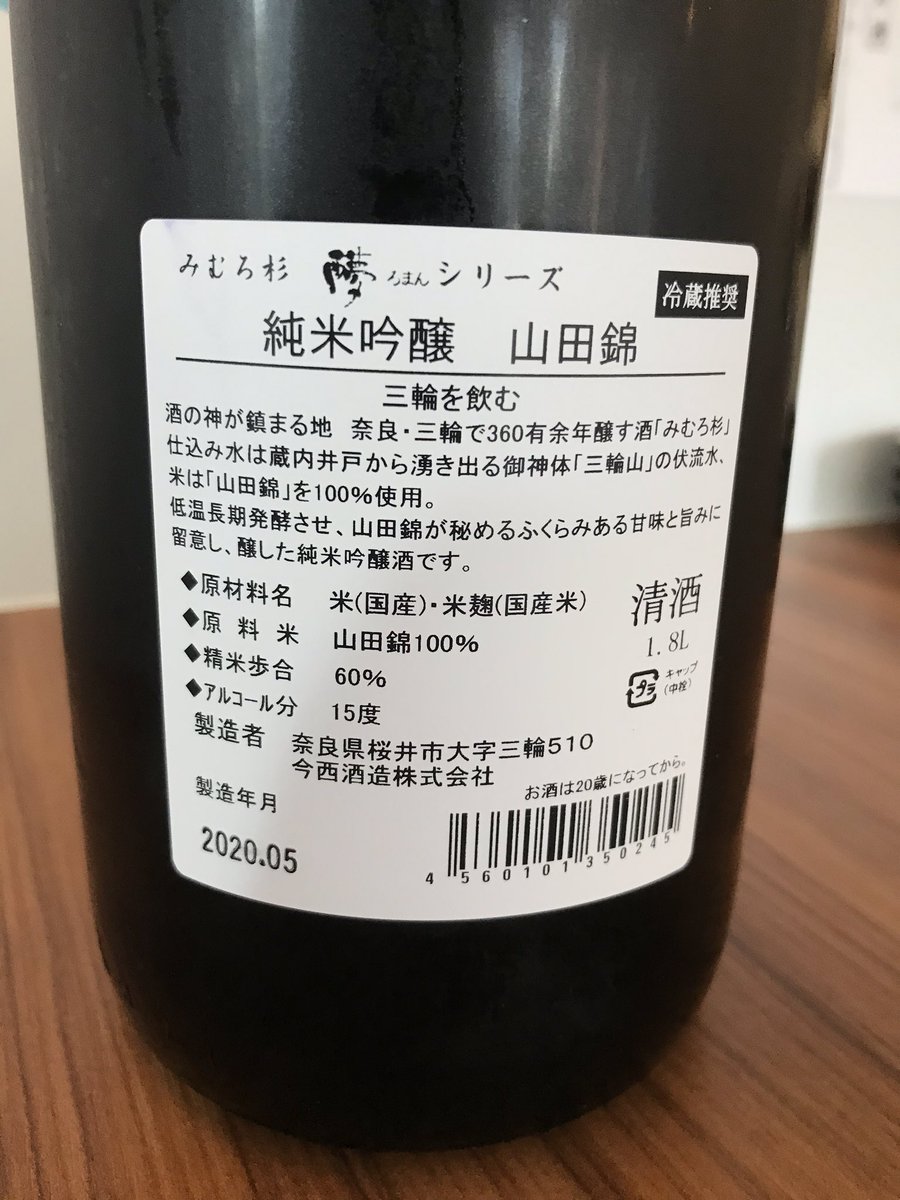 みむろ杉 ろまんシリーズ
冷蔵推奨
純米吟醸 山田錦
三輪を飲む
酒の神が鎮まる地 奈良・三輪で360有余年醸す酒「みむろ杉」
仕込み水は蔵内井戸から湧き出る御神体「三輪山」の伏流水、
米は「山田錦」を100%使用。
低温長期発酵させ、山田錦が秘めるふくらみある甘味と旨みに
留意し、醸した純米吟醸酒です。
◆原材料名 米(国産)・米麹(国産米)
◆原料米 山田錦100%
◆精米歩合 60%
◆アルコール分 15度
清酒
1.8L
プラ
キャップ
(中栓)
製造者 奈良県桜井市大字三輪510
今西酒造株式会社
お酒は20歳になってから。
製造年月
2020.05
4560101350245